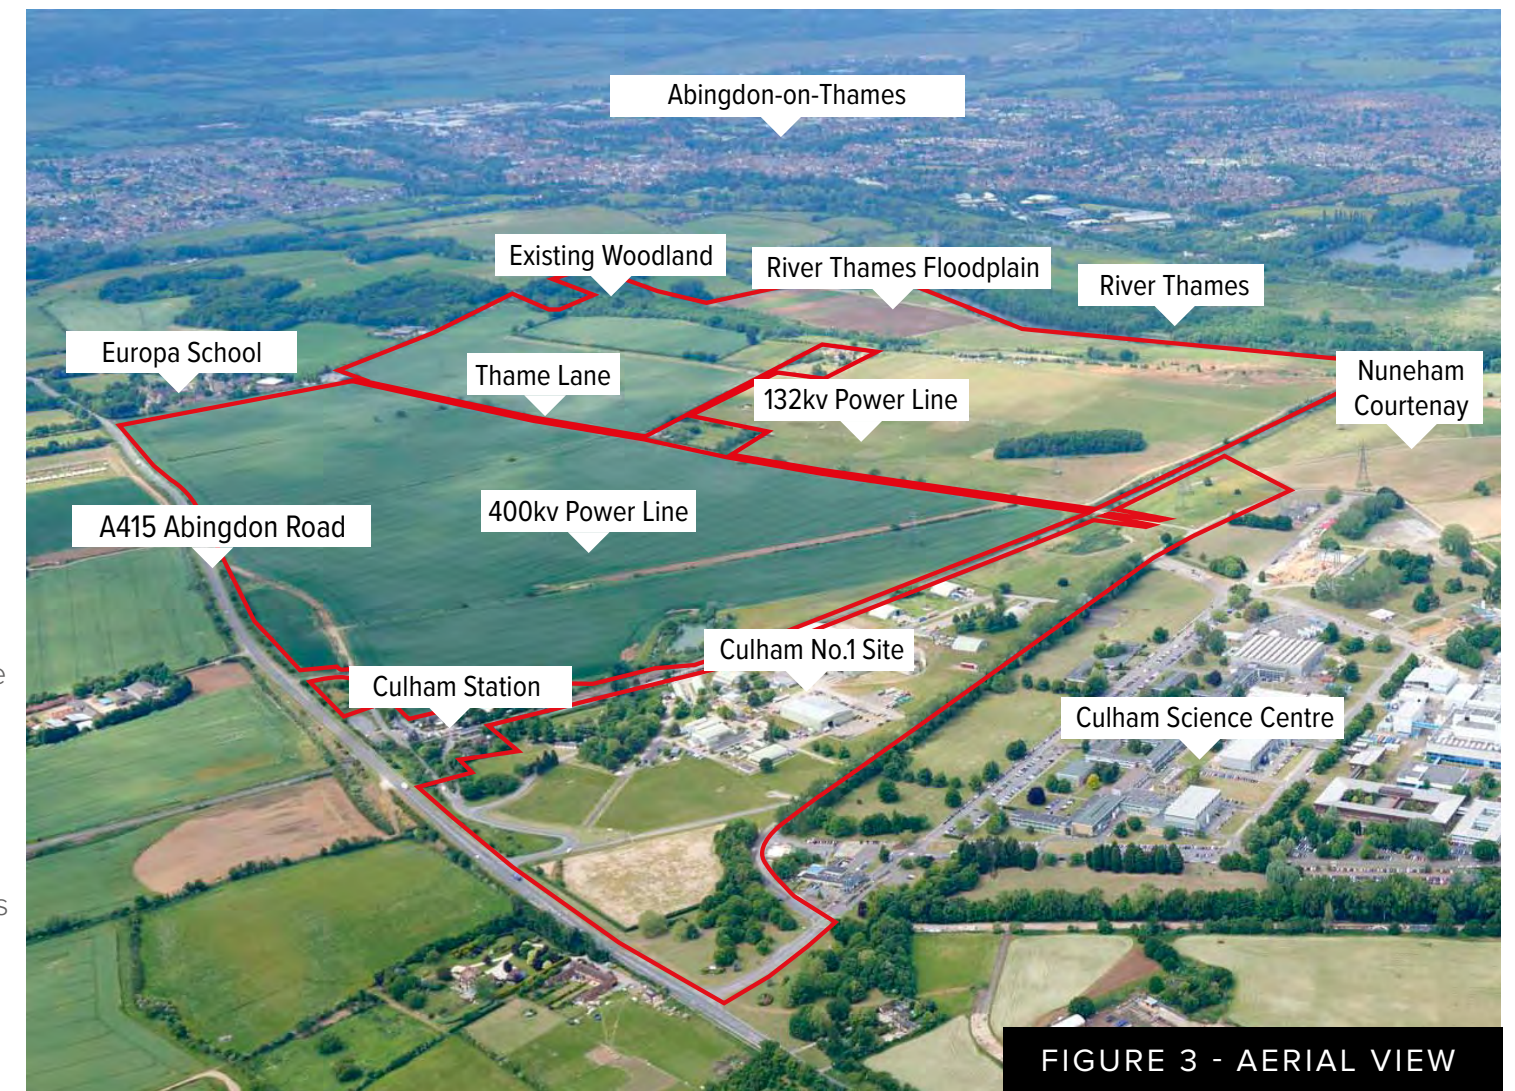 Abingdon-on-Thames
Existing Woodland
River Thames Floodplain
River Thames
Europa School
Thame Lane
132kv Power Line
Nuneham
Courtenay
A415 Abingdon Road
400kv Power Line
Culham Station
Culham No.1 Site
Culham Science Centre
e
s
FIGURE 3 - AERIAL VIEW